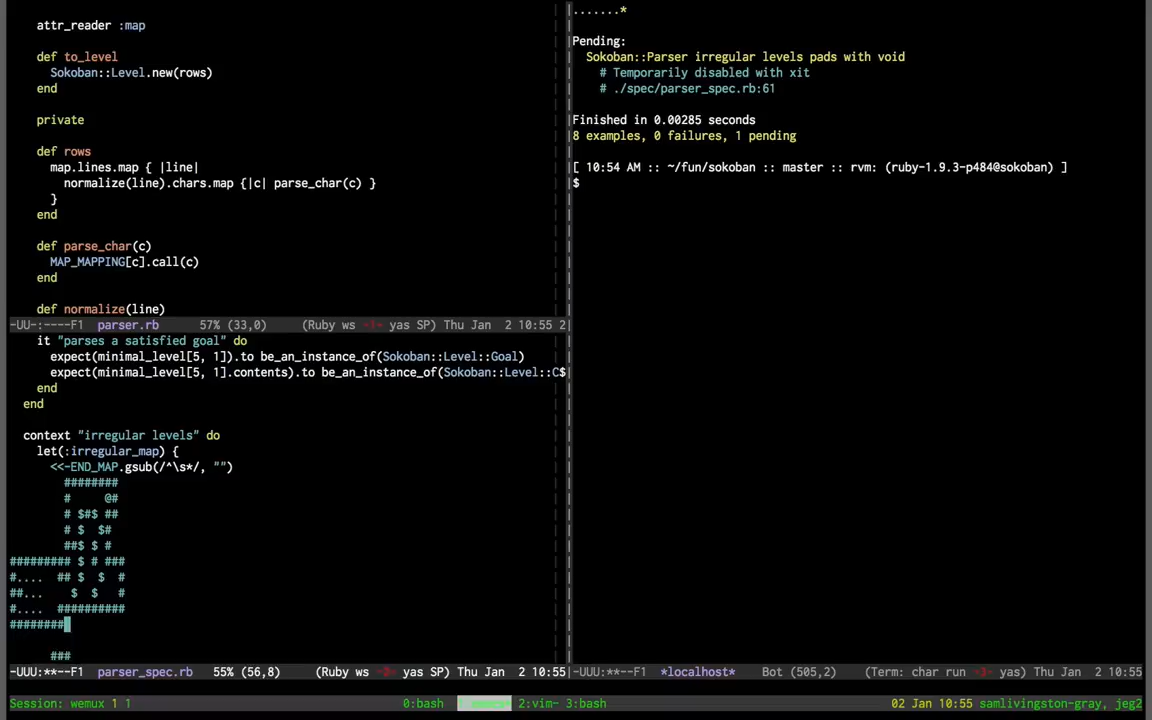 attr_reader :map
def to_level
Sokoban::Level.new(rows)
end
private
def rows
map.lines.map { |line|
normalize(line).chars.map {|c| parse_char(c) }
}
end
def parse_char(c)
MAP_MAPPING[c].call(c)
end
def normalize(line)
-UU-:----F1  parser.rb      57% (33,0)     (Ruby ws yas SP) Thu Jan  2 10:55 2
it "parses a satisfied goal" do
expect(minimal_level[5, 1]).to be_an_instance_of(Sokoban::Level::Goal)
expect(minimal_level[5, 1].contents).to be_an_instance_of(Sokoban::Level::C$
end
end
context "irregular levels" do
let(:irregular_map) {
<<-END_MAP.gsub(/^\s*/, "")
        ########
        #     @#
        # $#$ ##
        # $  $#
        ##$ $ #
######### $ # ###
#....  ## $  $  #
##...    $  $   #
#....  ##########
########
      ###
-UUU:**--F1  parser_spec.rb   55% (56,8)     (Ruby ws yas SP) Thu Jan  2 10:55
.......*
Pending:
Sokoban::Parser irregular levels pads with void
# Temporarily disabled with xit
# ./spec/parser_spec.rb:61
Finished in 0.00285 seconds
8 examples, 0 failures, 1 pending
[ 10:54 AM :: ~/fun/sokoban :: master :: rvm: (ruby-1.9.3-p484@sokoban) ]
$
-UUU:**--F1  *localhost*    Bot (505,2)    (Term: char run yas) Thu Jan  2 10:55
Session: wemux 1 1    0:bash    2:vim- 3:bash    02 Jan 10:55 samlivingston-gray, jeg2